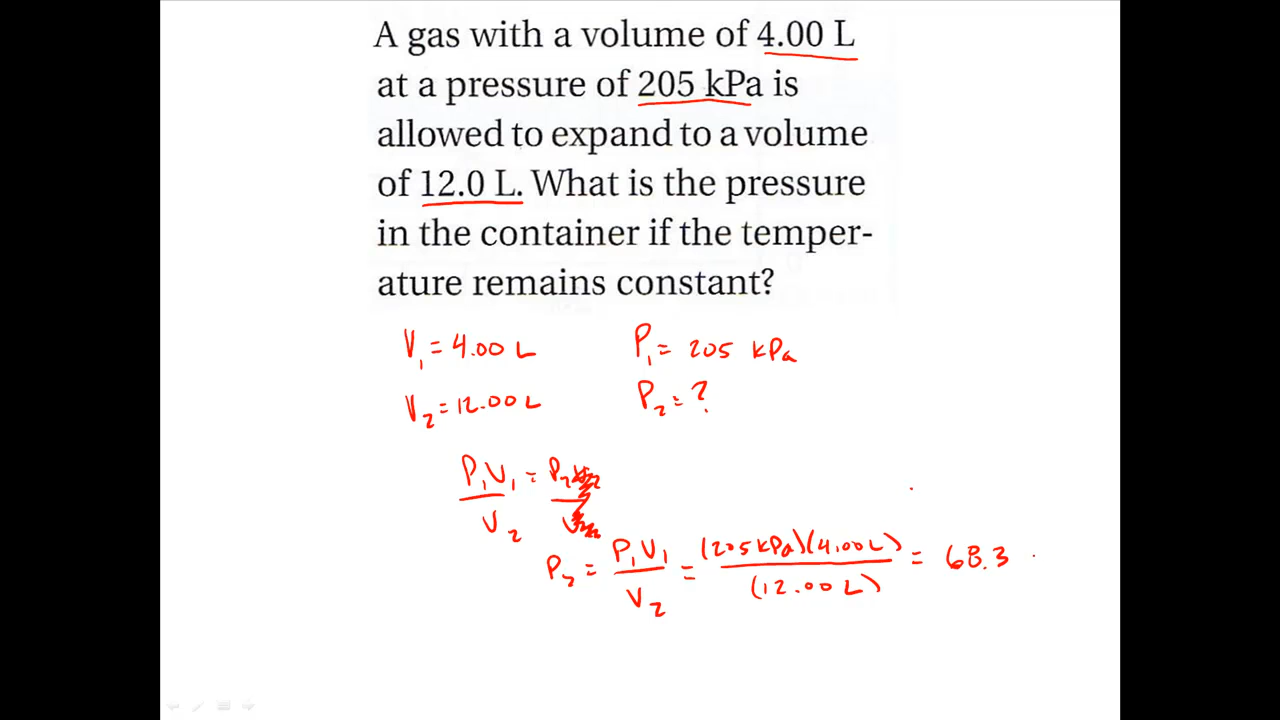 A gas with a volume of 4.00 L
at a pressure of 205 kPa is
allowed to expand to a volume
of 12.0 L. What is the pressure
in the container if the temper-
ature remains constant?
V₁ = 4.00 L P₁ = 205 kPa
V₂ = 12.00 L P₂ = ?
P₁V₁ = P₂
V₂
P₂ = P₁V₁ = (205 kPa)(4.00 L) = 68.3
V₂ (12.00 L)